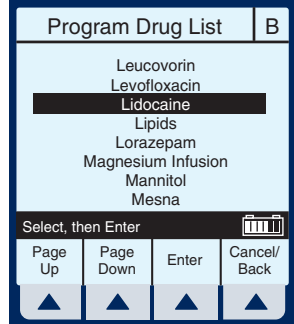 Program Drug List B
Leucovorin
Levofloxacin
Lidocaine
Lipids
Lorazepam
Magnesium Infusion
Mannitol
Mesna
Select, then Enter
Page Up
Page Down
Enter
Cancel/ Back